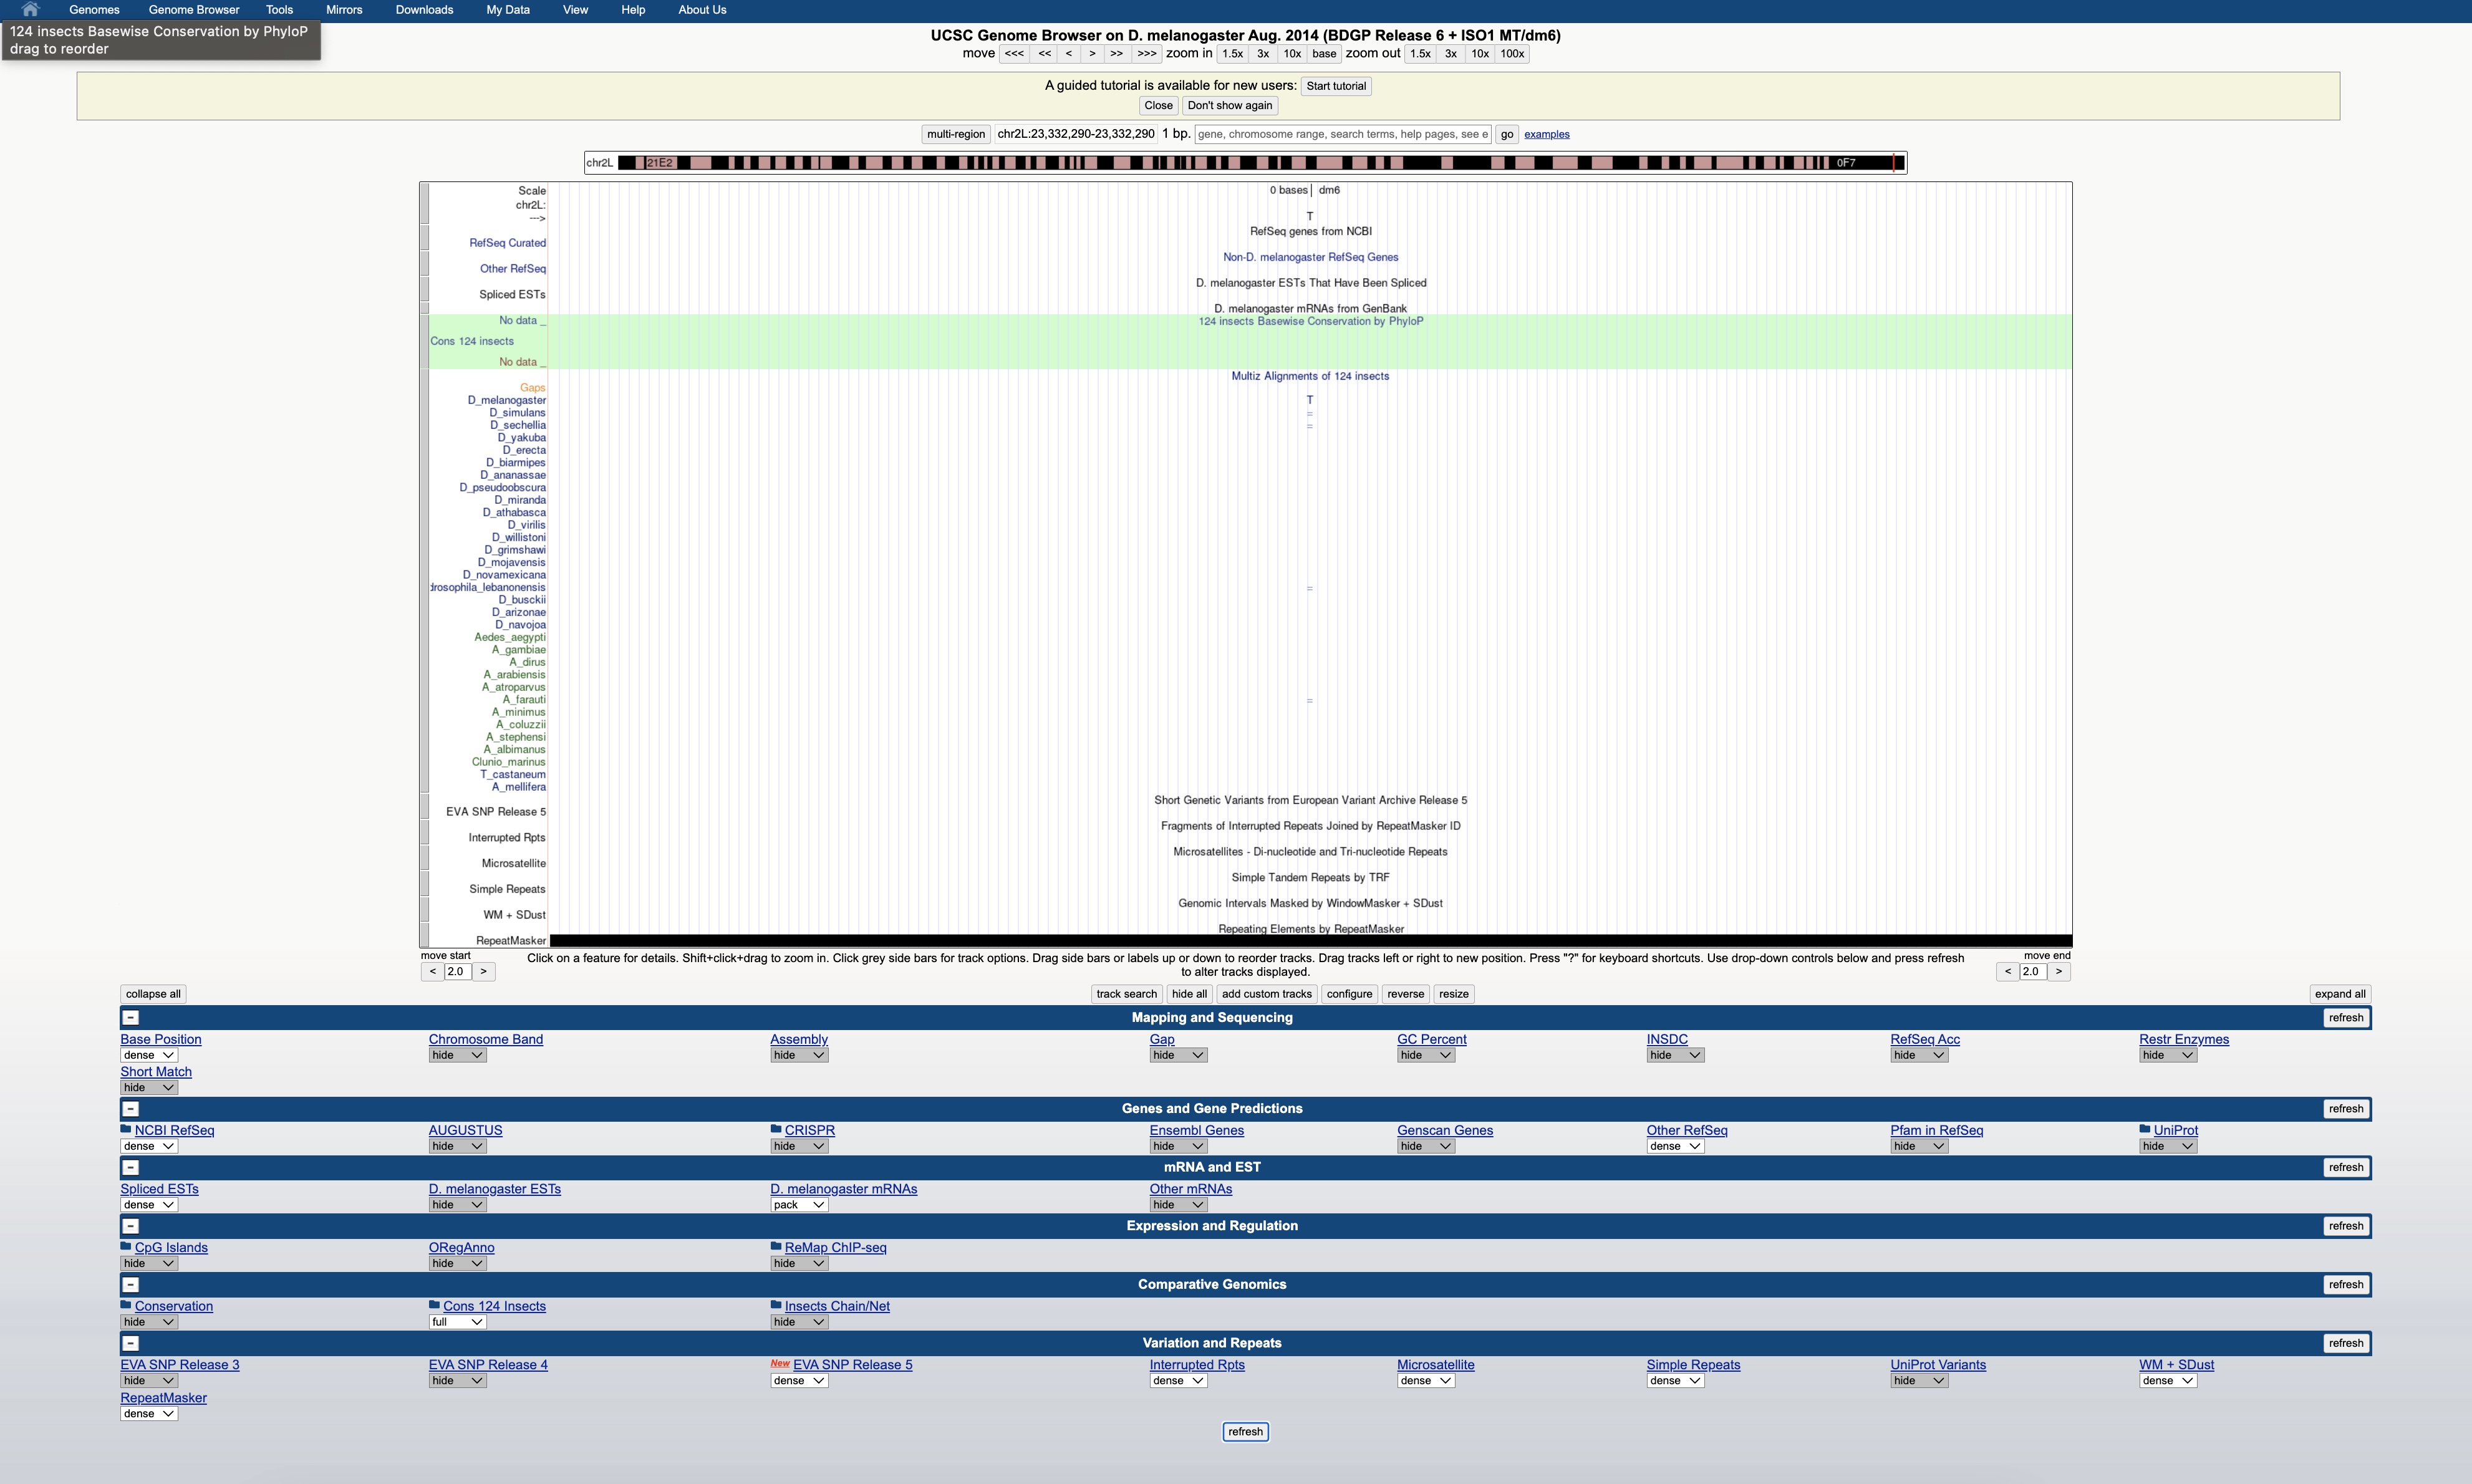 Genomes Genome Browser Tools Mirrors Downloads My Data View Help About Us
124 insects Basewise Conservation by PhyloP
drag to reorder
UCSC Genome Browser on D. melanogaster Aug. 2014 (BDGP Release 6 + ISO1 MT/dm6)
move <<< << < > >> >>> zoom in 1.5x 3x 10x base zoom out 1.5x 3x 10x 100x
A guided tutorial is available for new users: Start tutorial
Close Don't show again
multi-region chr2L:23,332,290-23,332,290 1 bp. gene, chromosome range, search terms, help pages, see e go examples
chr2L 21E2 0F7
Scale 0 bases| dm6
chr2L:
---> T
RefSeq genes from NCBI
RefSeq Curated
Non-D. melanogaster RefSeq Genes
Other RefSeq
D. melanogaster ESTs That Have Been Spliced
Spliced ESTs
D. melanogaster mRNAs from GenBank
No data _ 124 insects Basewise Conservation by PhyloP
Cons 124 insects
No data _
Multiz Alignments of 124 insects
Gaps
D_melanogaster T
D_simulans =
D_sechellia =
D_yakuba
D_erecta
D_biarmipes
D_ananassae
D_pseudoobscura
D_miranda
D_athabasca
D_virilis
D_willistoni
D_grimshawi
D_mojavensis
D_novamexicana
drosophila_lebanonensis =
D_busckii
D_arizonae
D_navojoa
Aedes_aegypti
A_gambiae
A_dirus
A_arabiensis
A_atroparvus
A_farauti =
A_minimus
A_coluzzii
A_stephensi
A_albimanus
Clunio_marinus
T_castaneum
A_mellifera
Short Genetic Variants from European Variant Archive Release 5
EVA SNP Release 5
Fragments of Interrupted Repeats Joined by RepeatMasker ID
Interrupted Rpts
Microsatellites - Di-nucleotide and Tri-nucleotide Repeats
Microsatellite
Simple Tandem Repeats by TRF
Simple Repeats
Genomic Intervals Masked by WindowMasker + SDust
WM + SDust
Repeating Elements by RepeatMasker
RepeatMasker
move start Click on a feature for details. Shift+click+drag to zoom in. Click grey side bars for track options. Drag side bars or labels up or down to reorder tracks. Drag tracks left or right to new position. Press "?" for keyboard shortcuts. Use drop-down controls below and press refresh move end
< 2.0 > to alter tracks displayed. < 2.0 >
collapse all track search hide all add custom tracks configure reverse resize expand all
- Mapping and Sequencing refresh
Base Position Chromosome Band Assembly Gap GC Percent INSDC RefSeq Acc Restr Enzymes
dense hide hide hide hide hide hide hide
Short Match
hide
- Genes and Gene Predictions refresh
NCBI RefSeq AUGUSTUS CRISPR Ensembl Genes Genscan Genes Other RefSeq Pfam in RefSeq UniProt
dense hide hide hide hide dense hide hide
- mRNA and EST refresh
Spliced ESTs D. melanogaster ESTs D. melanogaster mRNAs Other mRNAs
dense hide pack hide
- Expression and Regulation refresh
CpG Islands ORegAnno ReMap ChIP-seq
hide hide hide
- Comparative Genomics refresh
Conservation Cons 124 Insects Insects Chain/Net
hide full hide
- Variation and Repeats refresh
EVA SNP Release 3 EVA SNP Release 4 New EVA SNP Release 5 Interrupted Rpts Microsatellite Simple Repeats UniProt Variants WM + SDust
hide hide dense dense dense dense hide dense
RepeatMasker
dense
refresh